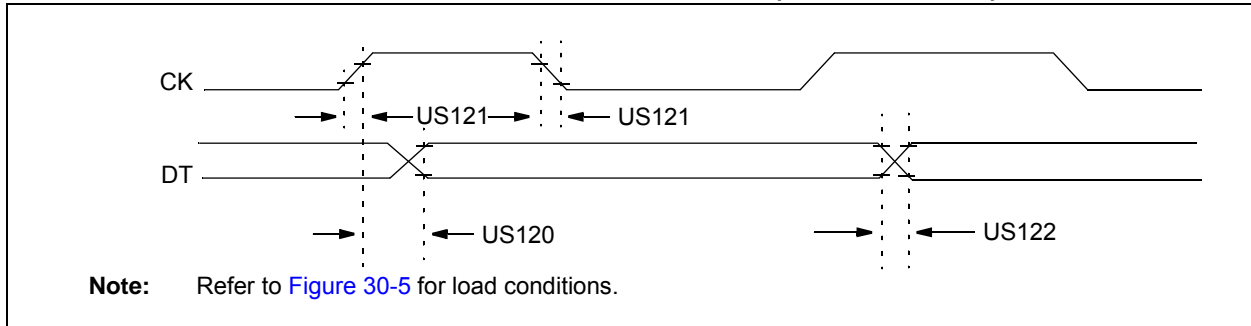 CK
US121
US121
DT
US120
US122
Note: Refer to Figure 30-5 for load conditions.